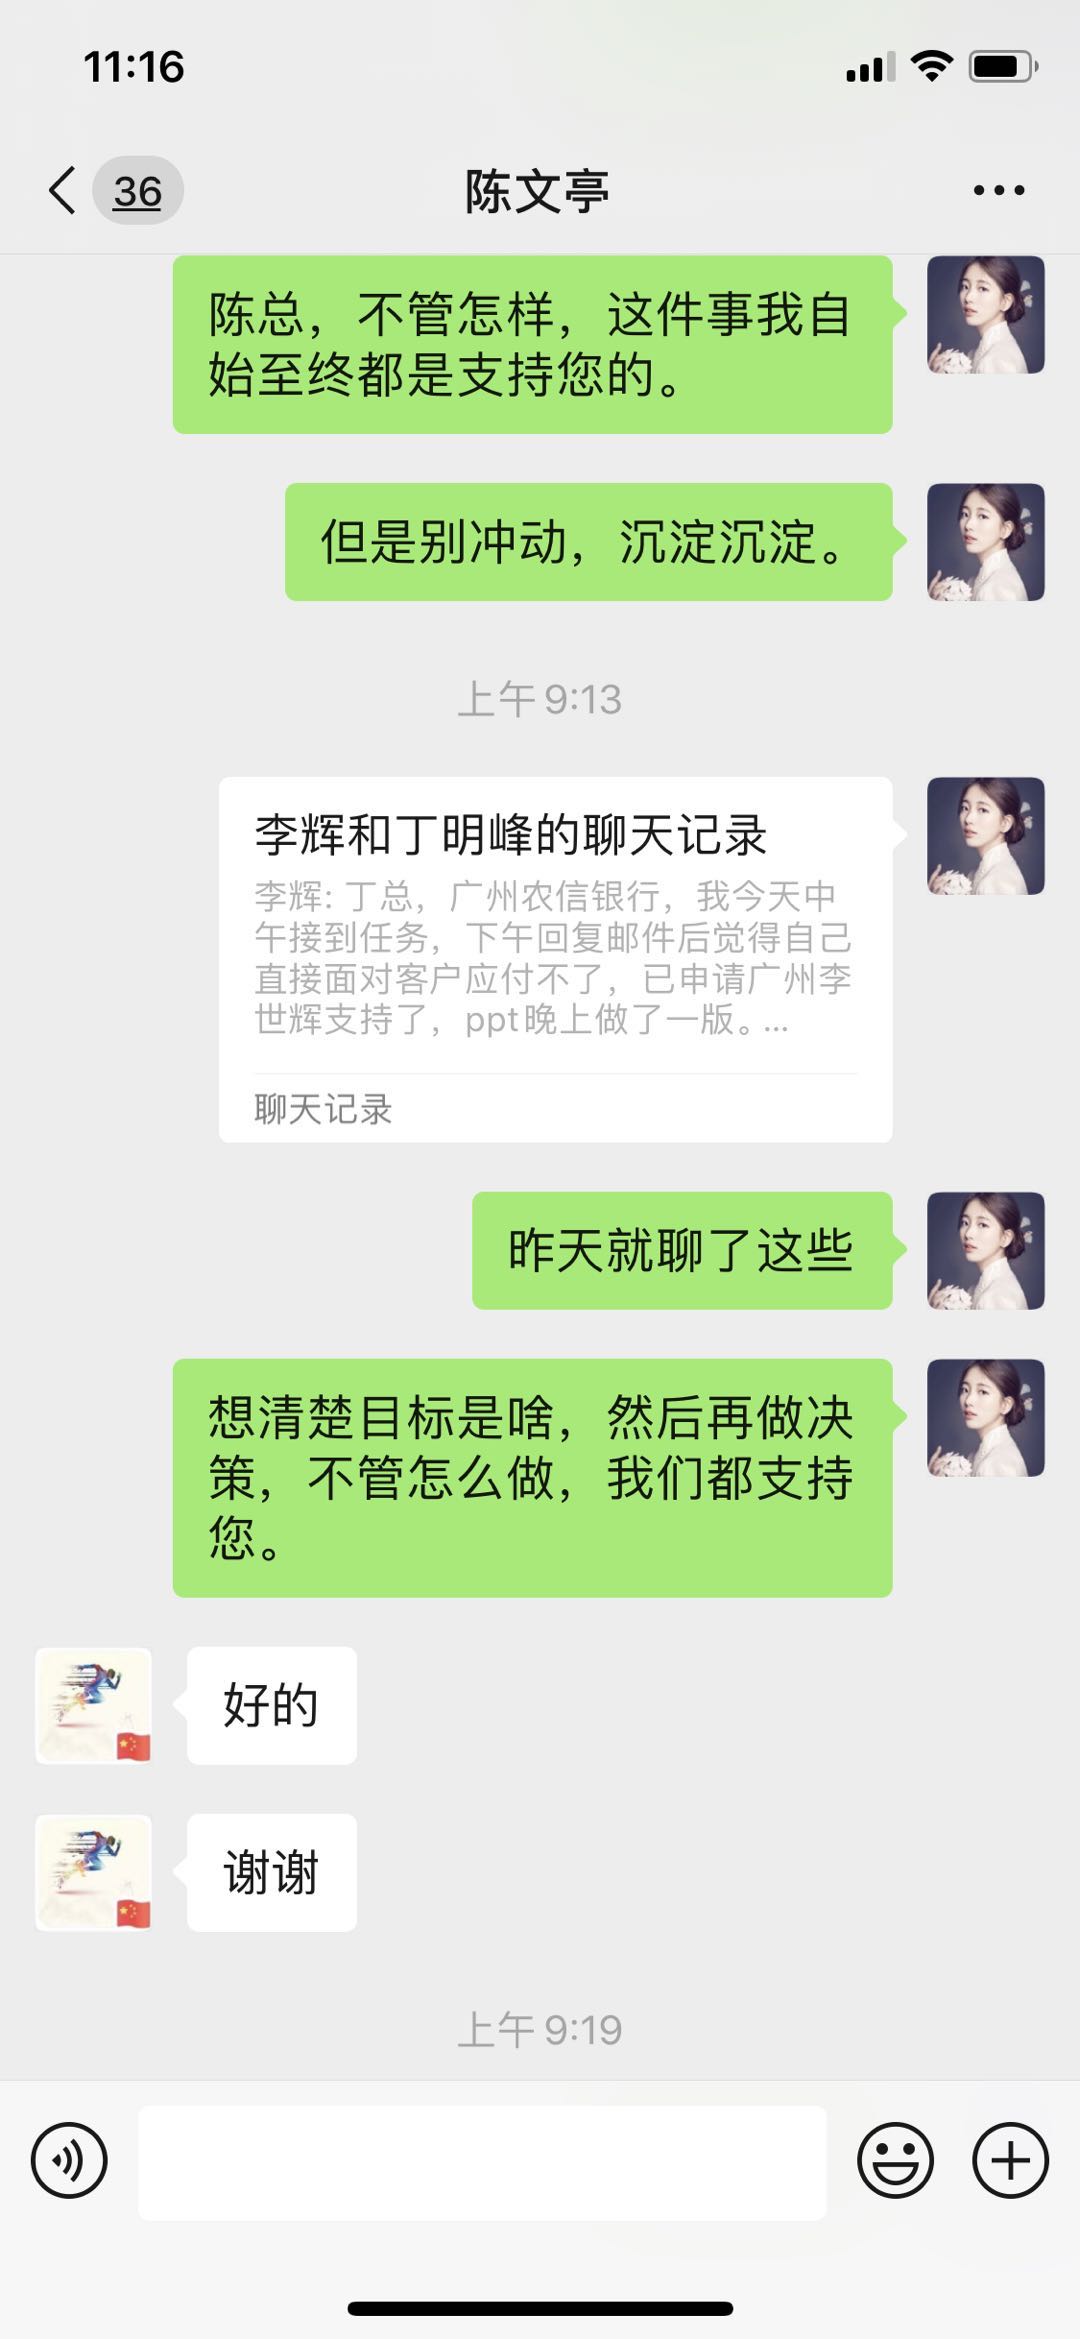 11:16
36
陈文亭
陈总，不管怎样，这件事我自
始至终都是支持您的。
但是别冲动，沉淀沉淀。
上午 9:13
李辉和丁明峰的聊天记录
李辉: 丁总，广州农信银行，我今天中
午接到任务，下午回复邮件后觉得自己
直接面对客户应付不了，已申请广州李
世辉支持了，ppt晚上做了一版。...
聊天记录
昨天就聊了这些
想清楚目标是啥，然后再做决
策，不管怎么做，我们都支持
您。
好的
谢谢
上午 9:19